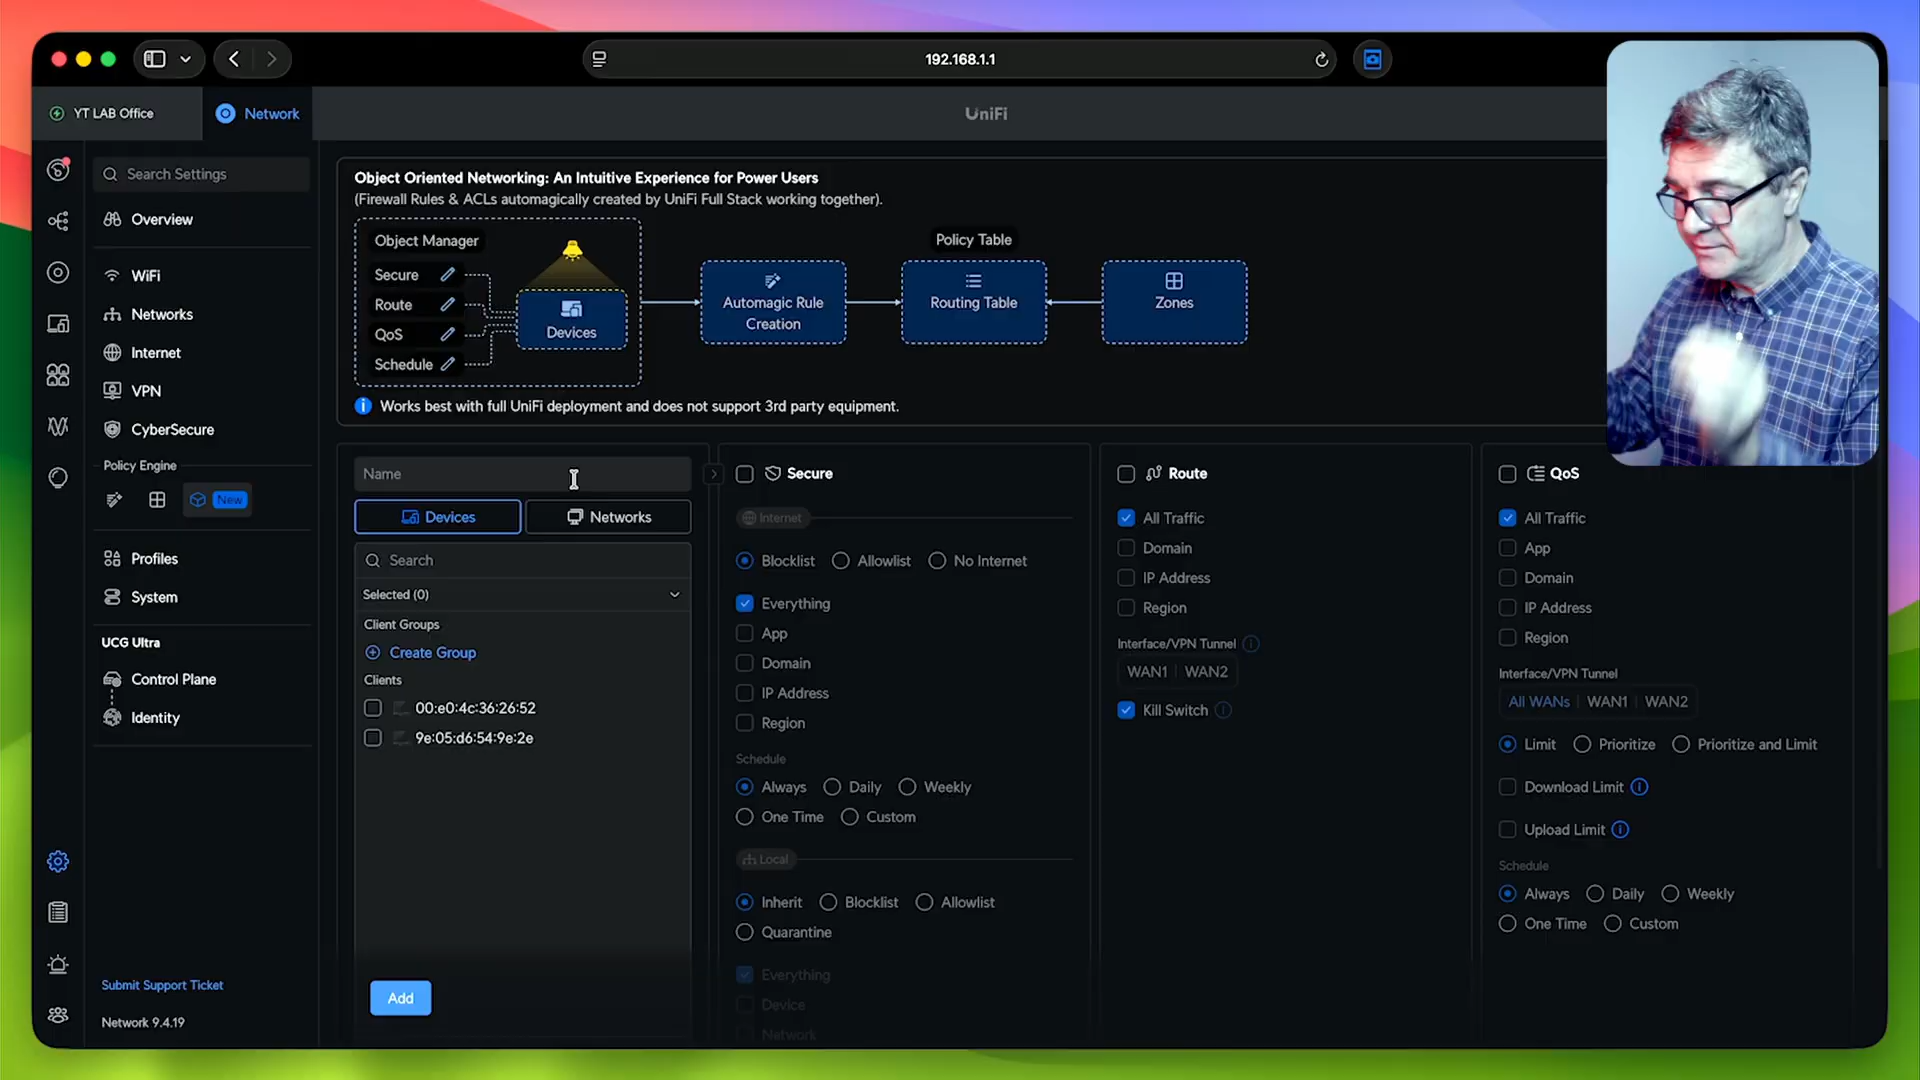 192.168.1.1
YT LAB Office
Network
UniFi
Search Settings
Overview
WiFi
Networks
Internet
VPN
CyberSecure
Policy Engine
New
Profiles
System
UCG Ultra
Control Plane
Identity
Submit Support Ticket
Network 9.4.19
Object Oriented Networking: An Intuitive Experience for Power Users
(Firewall Rules & ACLs automagically created by UniFi Full Stack working together).
Object Manager
Secure
Route
QoS
Schedule
Devices
Automagic Rule
Creation
Policy Table
Routing Table
Zones
Works best with full UniFi deployment and does not support 3rd party equipment.
Name
Devices
Networks
Search
Selected (0)
Client Groups
Create Group
Clients
00:e0:4c:36:26:52
9e:05:d6:54:9e:2e
Add
Secure
Internet
Blocklist Allowlist No Internet
Everything
App
Domain
IP Address
Region
Schedule
Always Daily Weekly
One Time Custom
Local
Inherit Blocklist Allowlist
Quarantine
Everything
Device
Network
Route
All Traffic
Domain
IP Address
Region
Interface/VPN Tunnel
WAN1 WAN2
Kill Switch
QoS
All Traffic
App
Domain
IP Address
Region
Interface/VPN Tunnel
All WANs WAN1 WAN2
Limit Prioritize Prioritize and Limit
Download Limit
Upload Limit
Schedule
Always Daily Weekly
One Time Custom